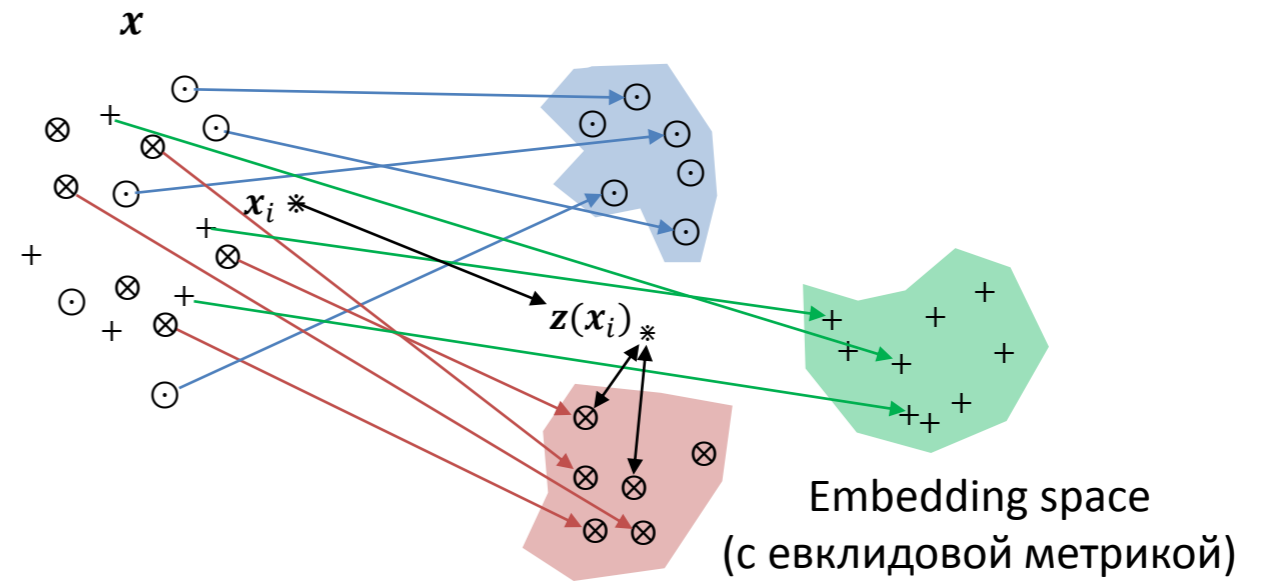 x
xᵢ
z(xᵢ)
Embedding space
(с евклидовой метрикой)